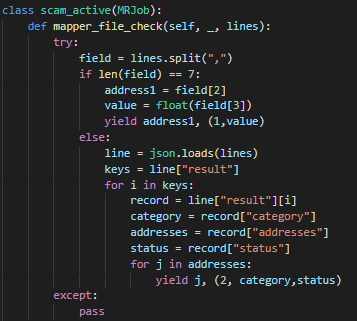 class scam_active(MRJob):
    def mapper_file_check(self, _, lines):
        try:
            field = lines.split(",")
            if len(field) == 7:
                address1 = field[2]
                value = float(field[3])
                yield address1, (1,value)
            else:
                line = json.loads(lines)
                keys = line["result"]
                for i in keys:
                    record = line["result"][i]
                    category = record["category"]
                    addresses = record["addresses"]
                    status = record["status"]
                    for j in addresses:
                        yield j, (2, category,status)
        except:
            pass